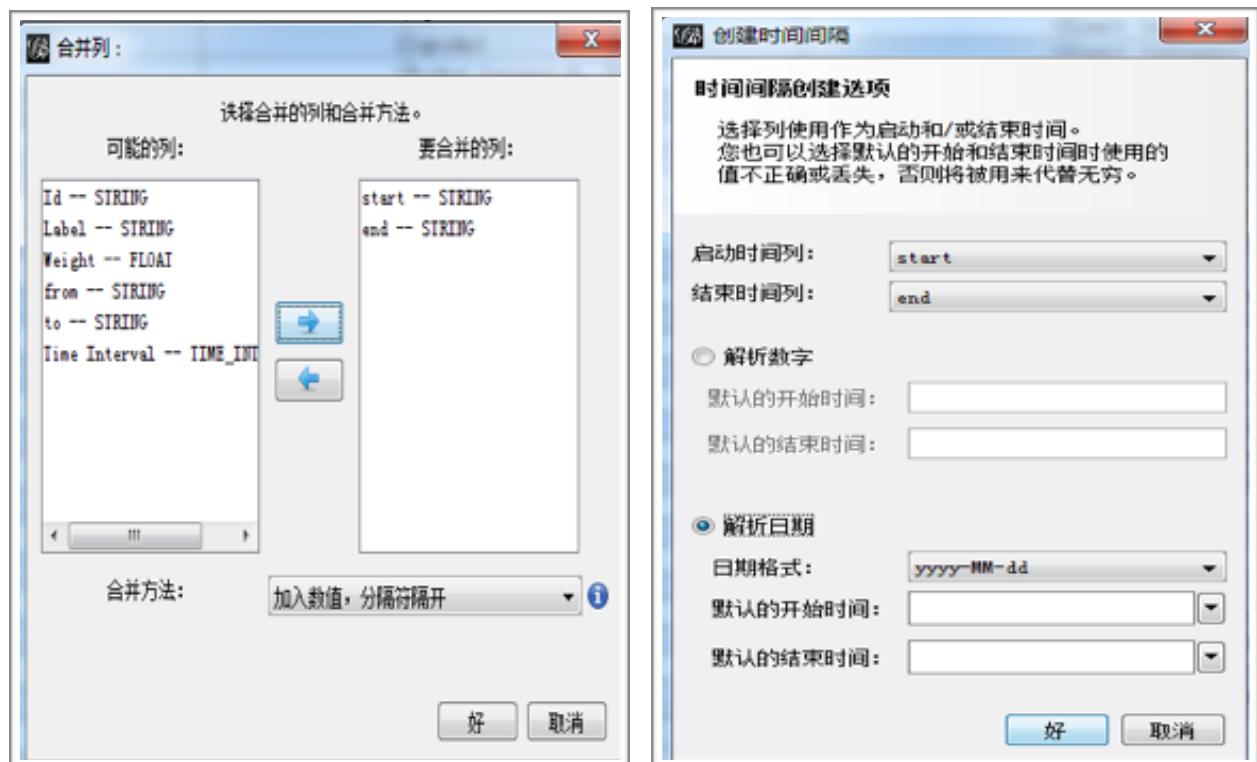 合并列:
选择合并的列和合并方法。
可能的列:
要合并的列:
Id -- STRING
Label -- STRING
Weight -- FLOAT
from -- STRING
to -- STRING
Time Interval -- TIME_INT
start -- STRING
end -- STRING
合并方法:
加入数值，分隔符隔开
好
取消
创建时间间隔
时间间隔创建选项
选择列使用作为启动和/或结束时间。
您也可以选择默认的开始和结束时间时使用的
值不正确或丢失，否则将被用来代替无穷。
启动时间列:
start
结束时间列:
end
解析数字
默认的开始时间:
默认的结束时间:
解析日期
日期格式:
yyyy-MM-dd
默认的开始时间:
默认的结束时间:
好
取消